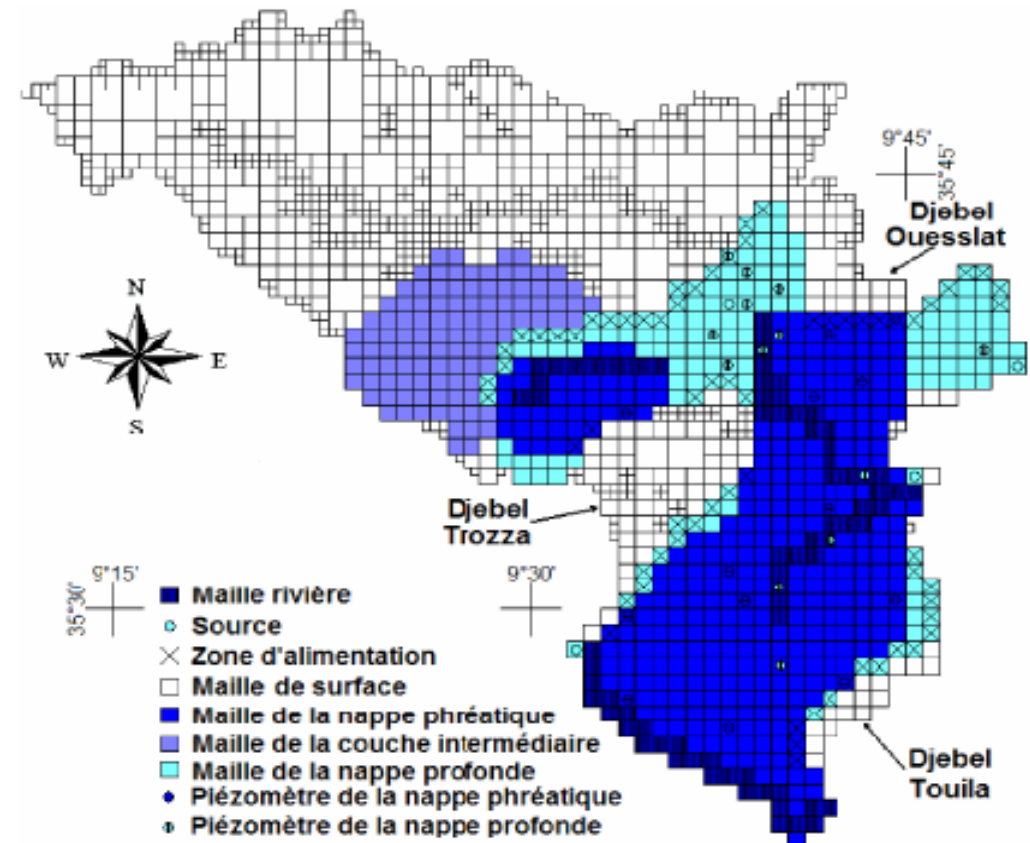 9°45'
35°45'
Djebel
Ouesslat
N
W
E
S
Djebel
Trozza
9°15'
9°30'
35°30'
Maille rivière
Source
Zone d'alimentation
Maille de surface
Maille de la nappe phréatique
Maille de la couche intermédiaire
Maille de la nappe profonde
Piézomètre de la nappe phréatique
Piézomètre de la nappe profonde
Djebel
Touila